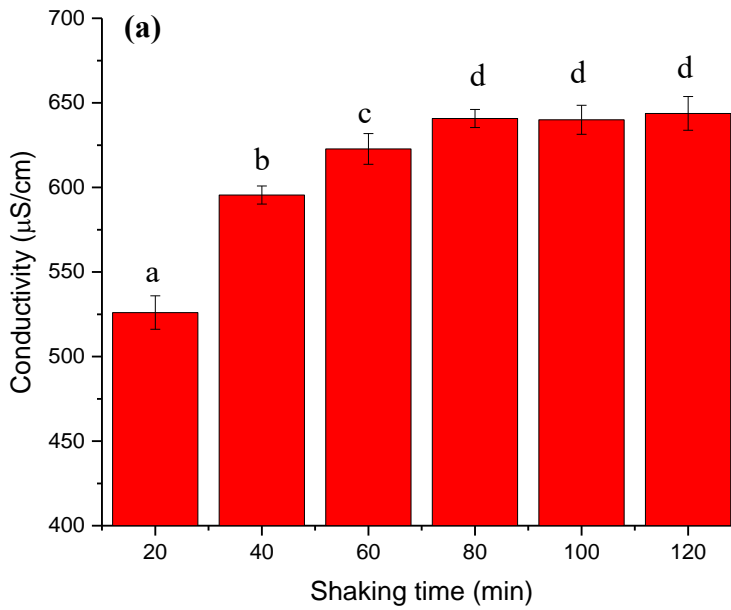 (a)
700
650
600
550
500
450
400
Conductivity (μS/cm)
a
b
c
d
d
d
20 40 60 80 100 120
Shaking time (min)